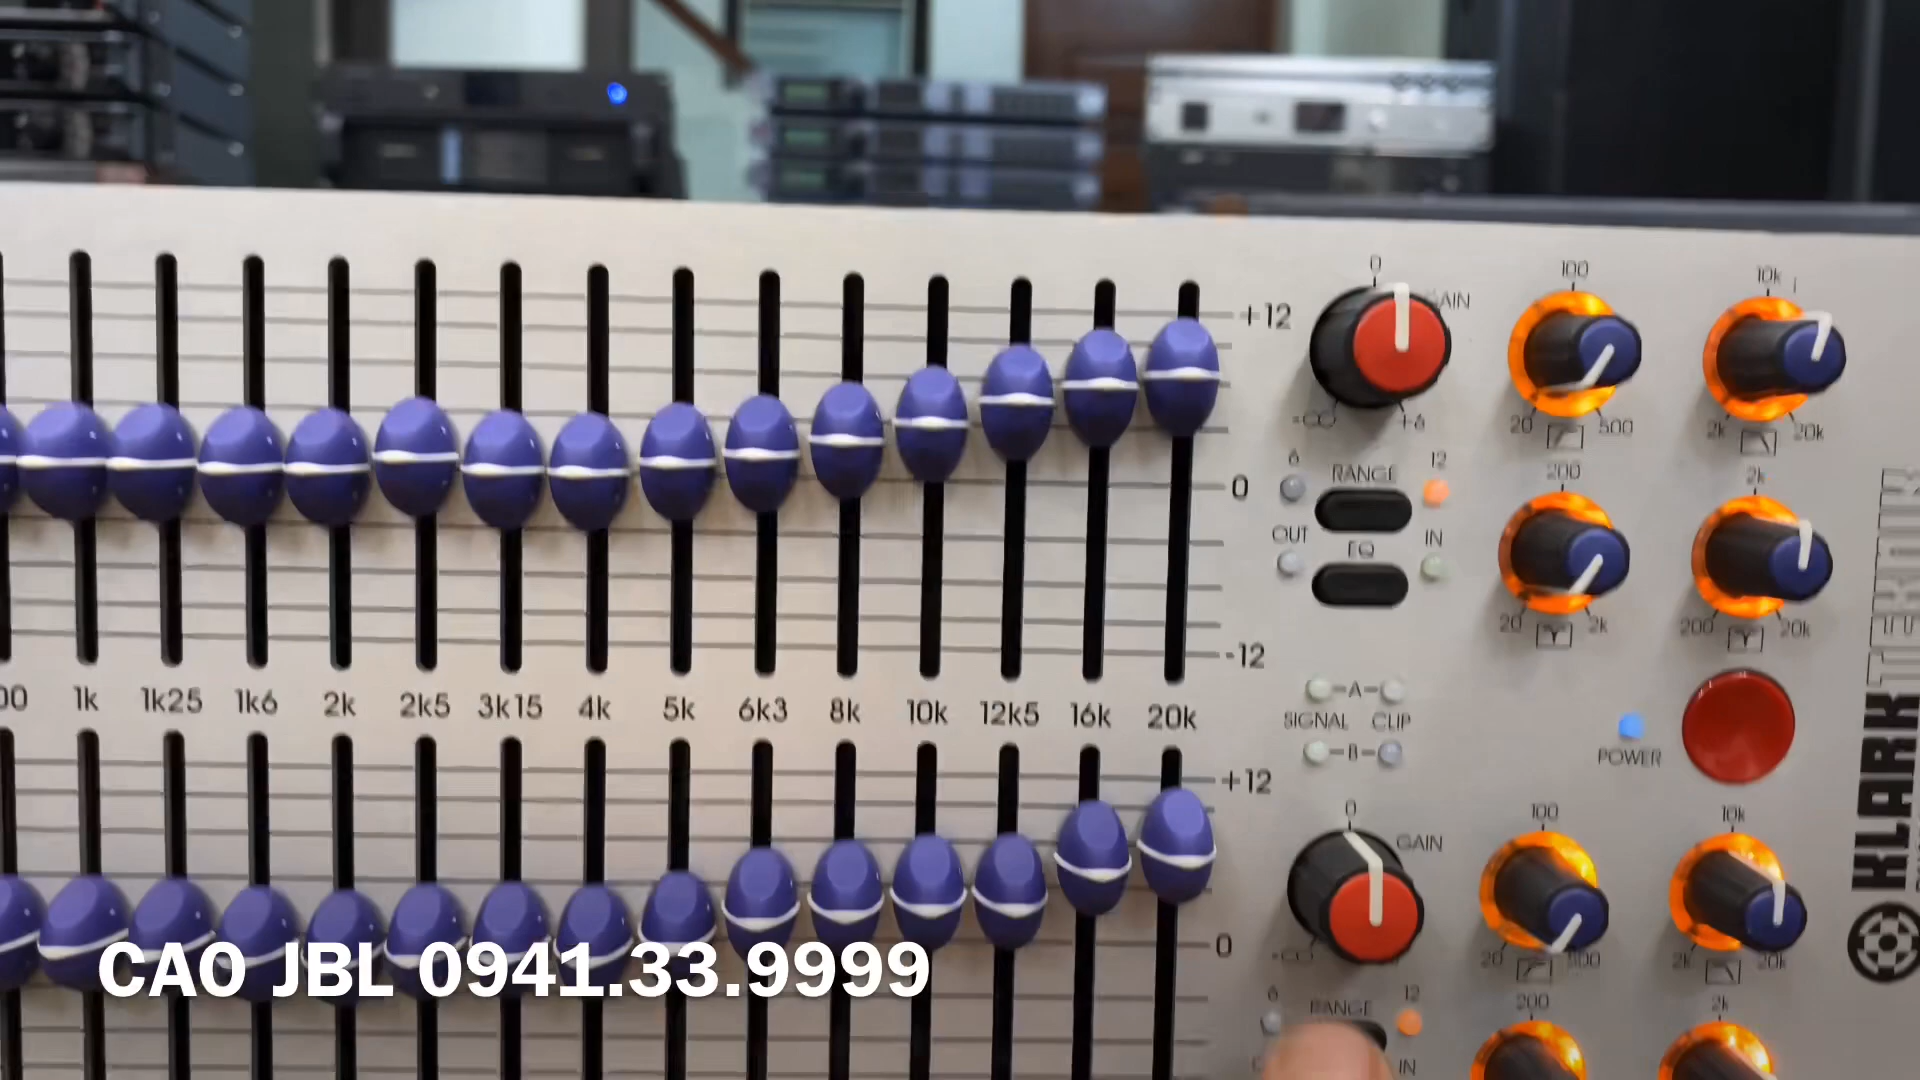 0
GAIN
100
10k
+12
-∞
+6
20
500
2k
20k
6
RANGE
12
0
OUT
EQ
IN
200
2k
20
2k
200
20k
-12
00 1k 1k25 1k6 2k 2k5 3k15 4k 5k 6k3 8k 10k 12k5 16k 20k
A
SIGNAL CLIP
B
POWER
KLARK TEKNIK
+12
0
GAIN
100
10k
0
-∞
20
500
2k
20k
6
RANGE
12
IN
200
2k
CAO JBL 0941.33.9999